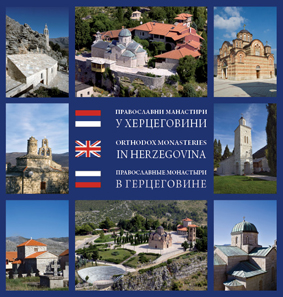 ПРАВОСЛАВНИ МАНАСТИРИ
У ХЕРЦЕГОВИНИ
ORTHODOX MONASTERIES
IN HERZEGOVINA
ПРАВОСЛАВНЫЕ МОНАСТЫРИ
В ГЕРЦЕГОВИНЕ